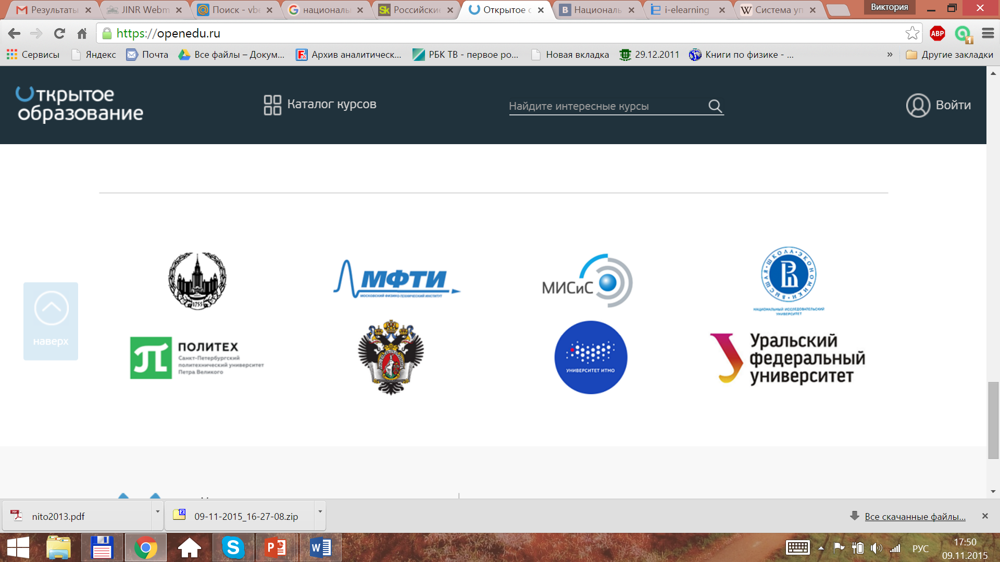 Результаты
JINR Webm
Поиск - vbe
националь
Российские
Открытое о
Националь
i-elearning
Система уп
Виктория
https://openedu.ru
ABP
1
Сервисы
Яндекс
Почта
Все файлы – Докум...
Архив аналитическ...
РБК ТВ - первое ро...
Новая вкладка
29.12.2011
Книги по физике - ...
»
Другие закладки
Открытое
образование
Каталог курсов
Найдите интересные курсы
Войти
наверх
1755
МФТИ
МОСКОВСКИЙ ФИЗИКО-ТЕХНИЧЕСКИЙ ИНСТИТУТ
МИСиС
ВЫСШАЯ · ШКОЛА · ЭКОНОМИКИ
НАЦИОНАЛЬНЫЙ ИССЛЕДОВАТЕЛЬСКИЙ
УНИВЕРСИТЕТ
ПОЛИТЕХ
Санкт-Петербургский
политехнический университет
Петра Великого
УНИВЕРСИТЕТ ИТМО
Уральский
федеральный
университет
nito2013.pdf
09-11-2015_16-27-08.zip
Все скачанные файлы...
РУС
17:50
09.11.2015